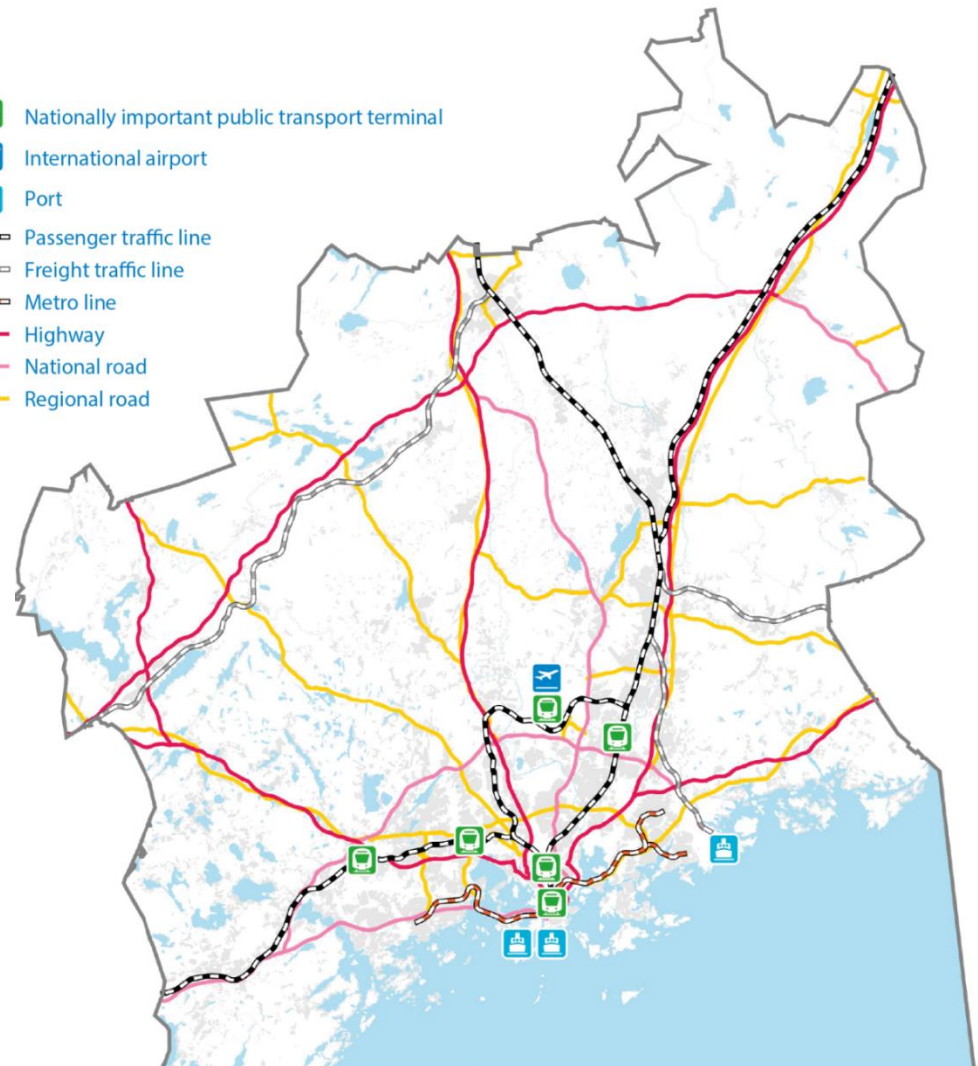 Nationally important public transport terminal
International airport
Port
Passenger traffic line
Freight traffic line
Metro line
Highway
National road
Regional road